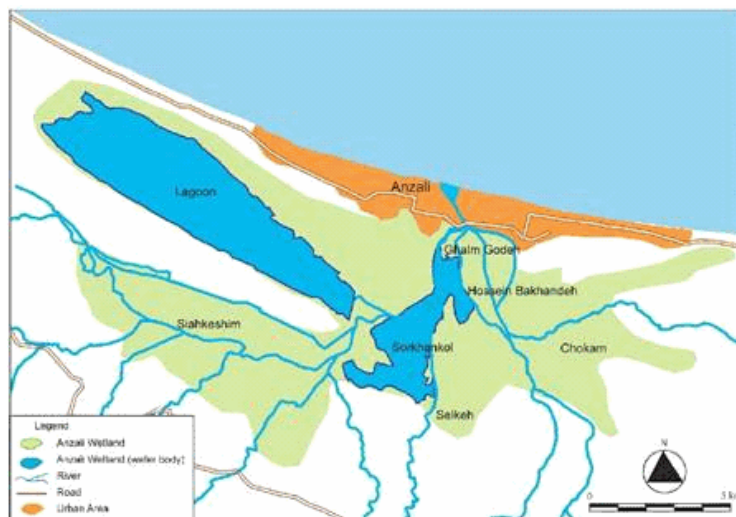 Anzali
Lagoon
Ghalm Godeh
Hossein Bakhandeh
Siahkeshim
Sorkhankol
Chokam
Selkeh
Legend
Anzali Wetland
Anzali Wetland (water body)
River
Road
Urban Area
N
0